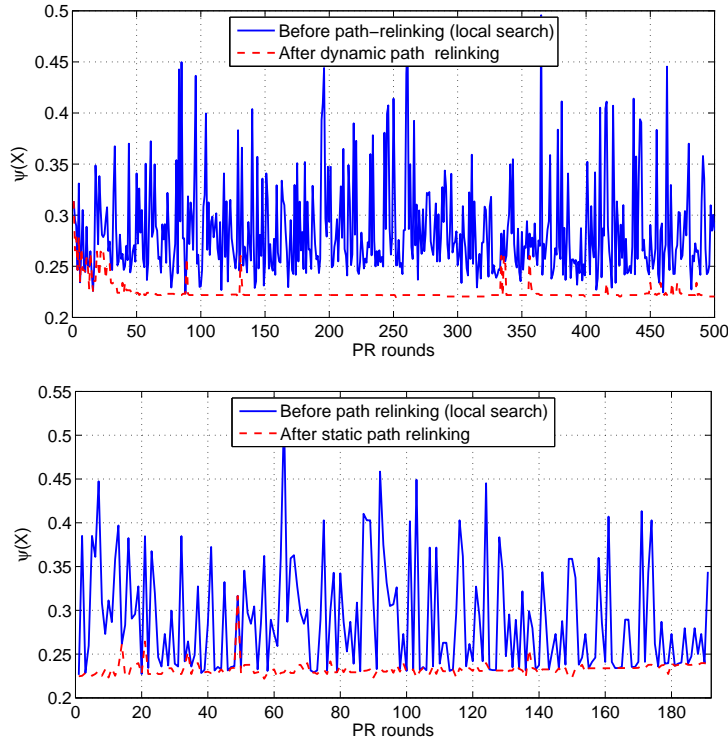 0.5
Before path-relinking (local search)
After dynamic path relinking
0.45
0.4
0.35
0.3
0.25
0.2
ψ(X)
0 50 100 150 200 250 300 350 400 450 500
PR rounds
0.55
Before path relinking (local search)
After static path relinking
0.5
0.45
0.4
0.35
0.3
0.25
0.2
ψ(X)
0 20 40 60 80 100 120 140 160 180
PR rounds